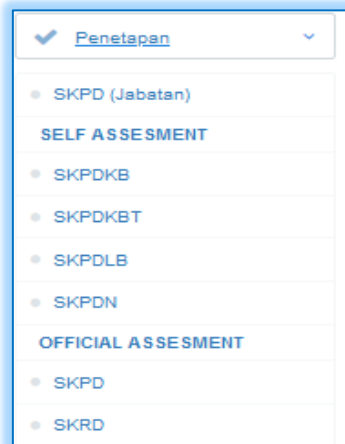 Penetapan
SKPD (Jabatan)
SELF ASSESMENT
SKPDKB
SKPDKBT
SKPDLB
SKPDN
OFFICIAL ASSESMENT
SKPD
SKRD